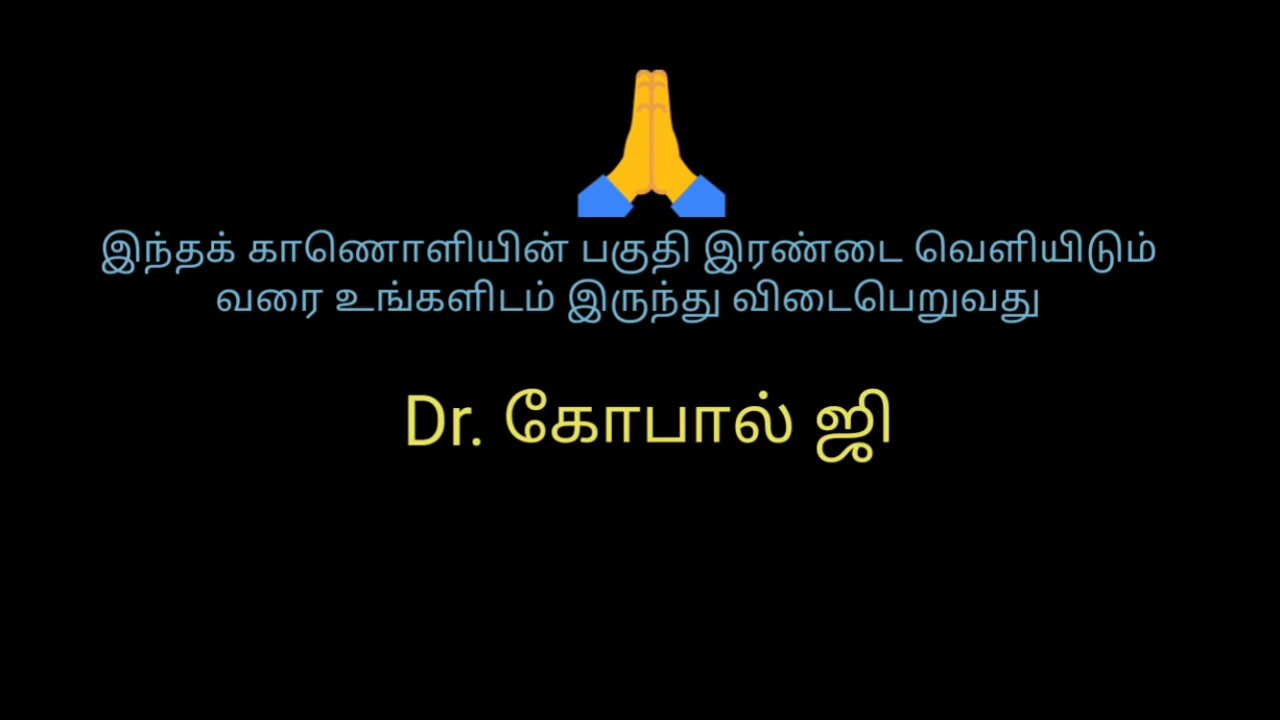 இந்தக் காணொளியின் பகுதி இரண்டை வெளியிடும்
வரை உங்களிடம் இருந்து விடைபெறுவது
Dr. கோபால் ஜி